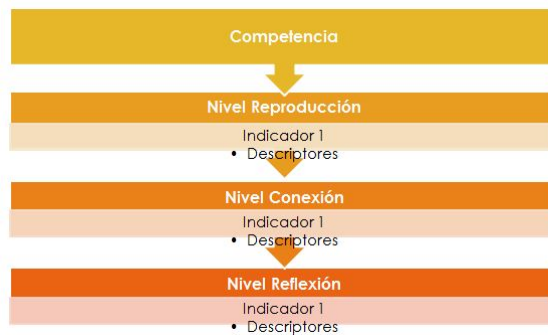 Competencia
Nivel Reproducción
Indicador 1
• Descriptores
Nivel Conexión
Indicador 1
• Descriptores
Nivel Reflexión
Indicador 1
• Descriptores